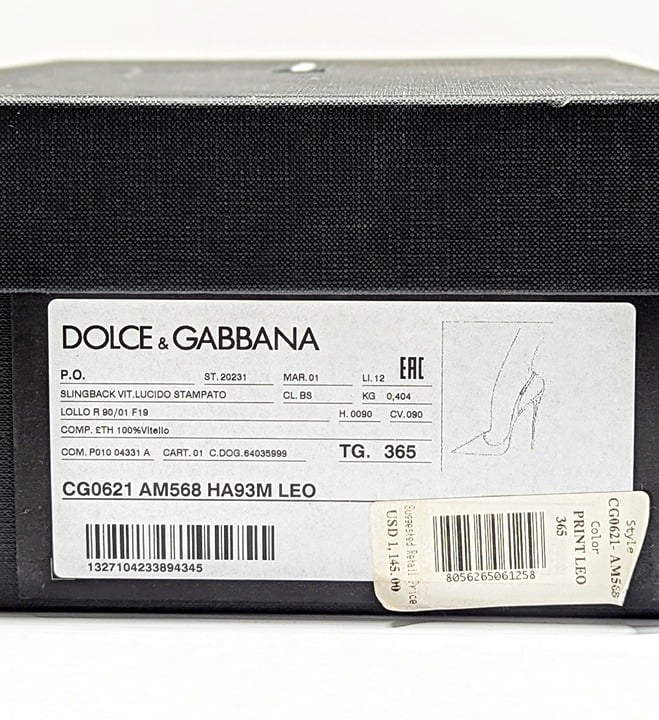 DOLCE & GABBANA
P.O. ST. 20231 MAR. 01 LI. 12 EAC
SLINGBACK VIT.LUCIDO STAMPATO CL. BS KG 0,404
LOLLO R 90/01 F19 H. 0090 CV. 090
COMP. £TH 100%Vitello
COM. P010 04331 A CART. 01 C.DOG.64035999 TG. 365
CG0621 AM568 HA93M LEO
1327104233894345
Style
CG0621- AM568
Color
PRINT LEO
365
8056265061258
Suggested Retail Price
USD 1,145.00